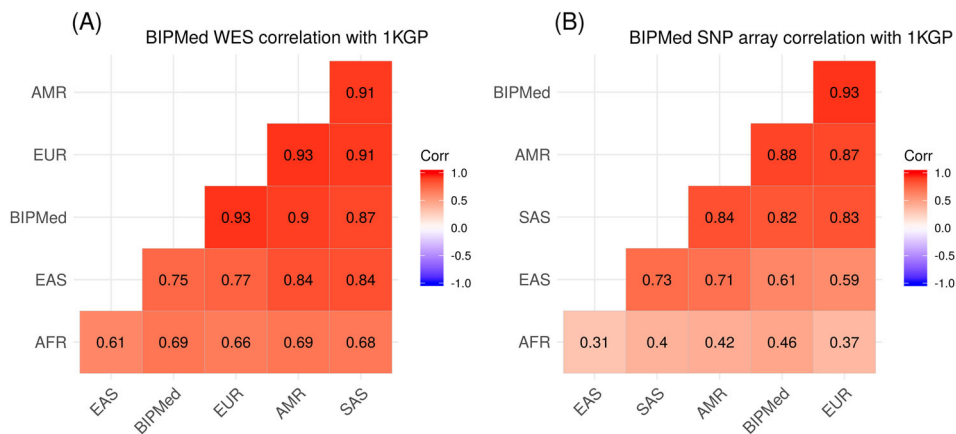 (A)
BIPMed WES correlation with 1KGP
AMR 0.91
EUR 0.93 0.91
BIPMed 0.93 0.9 0.87
EAS 0.75 0.77 0.84 0.84
AFR 0.61 0.69 0.66 0.69 0.68
EAS BIPMed EUR AMR SAS
Corr
1.0
0.5
0.0
-0.5
-1.0
(B)
BIPMed SNP array correlation with 1KGP
BIPMed 0.93
AMR 0.88 0.87
SAS 0.84 0.82 0.83
EAS 0.73 0.71 0.61 0.59
AFR 0.31 0.4 0.42 0.46 0.37
EAS SAS AMR BIPMed EUR
Corr
1.0
0.5
0.0
-0.5
-1.0